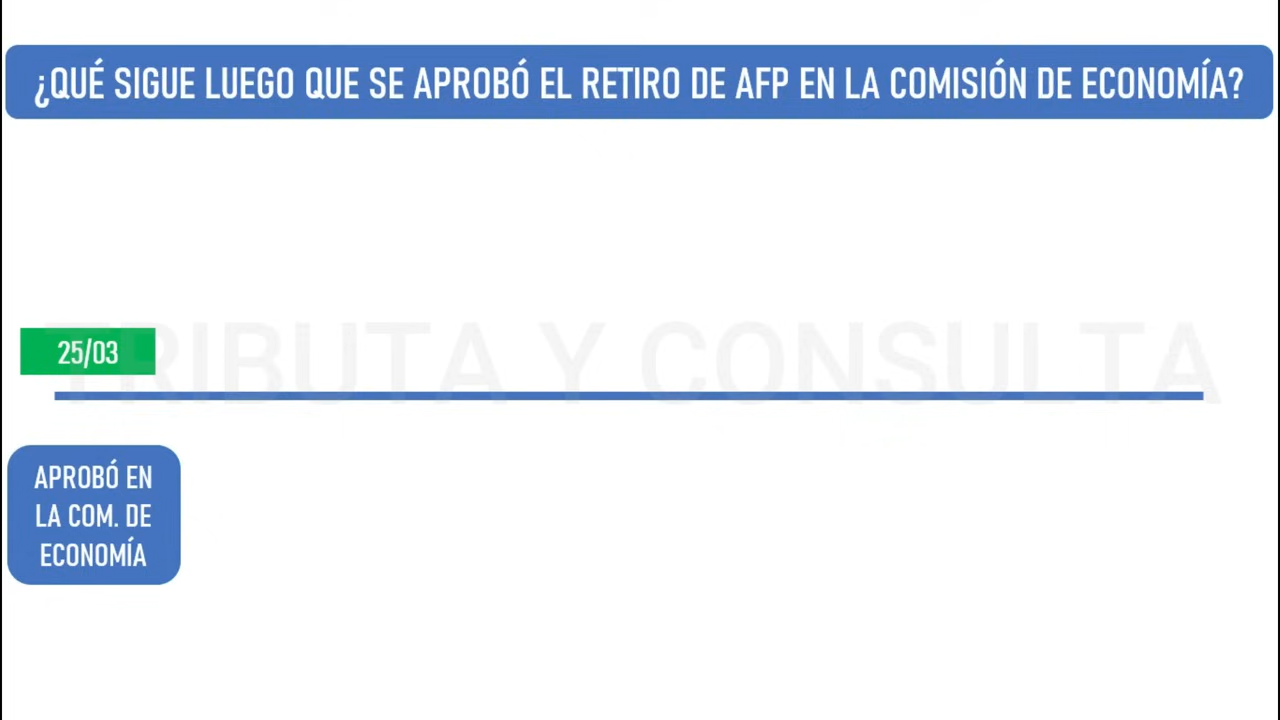 ¿QUÉ SIGUE LUEGO QUE SE APROBÓ EL RETIRO DE AFP EN LA COMISIÓN DE ECONOMÍA?
TRIBUTA Y CONSULTA
25/03
APROBÓ EN
LA COM. DE
ECONOMÍA